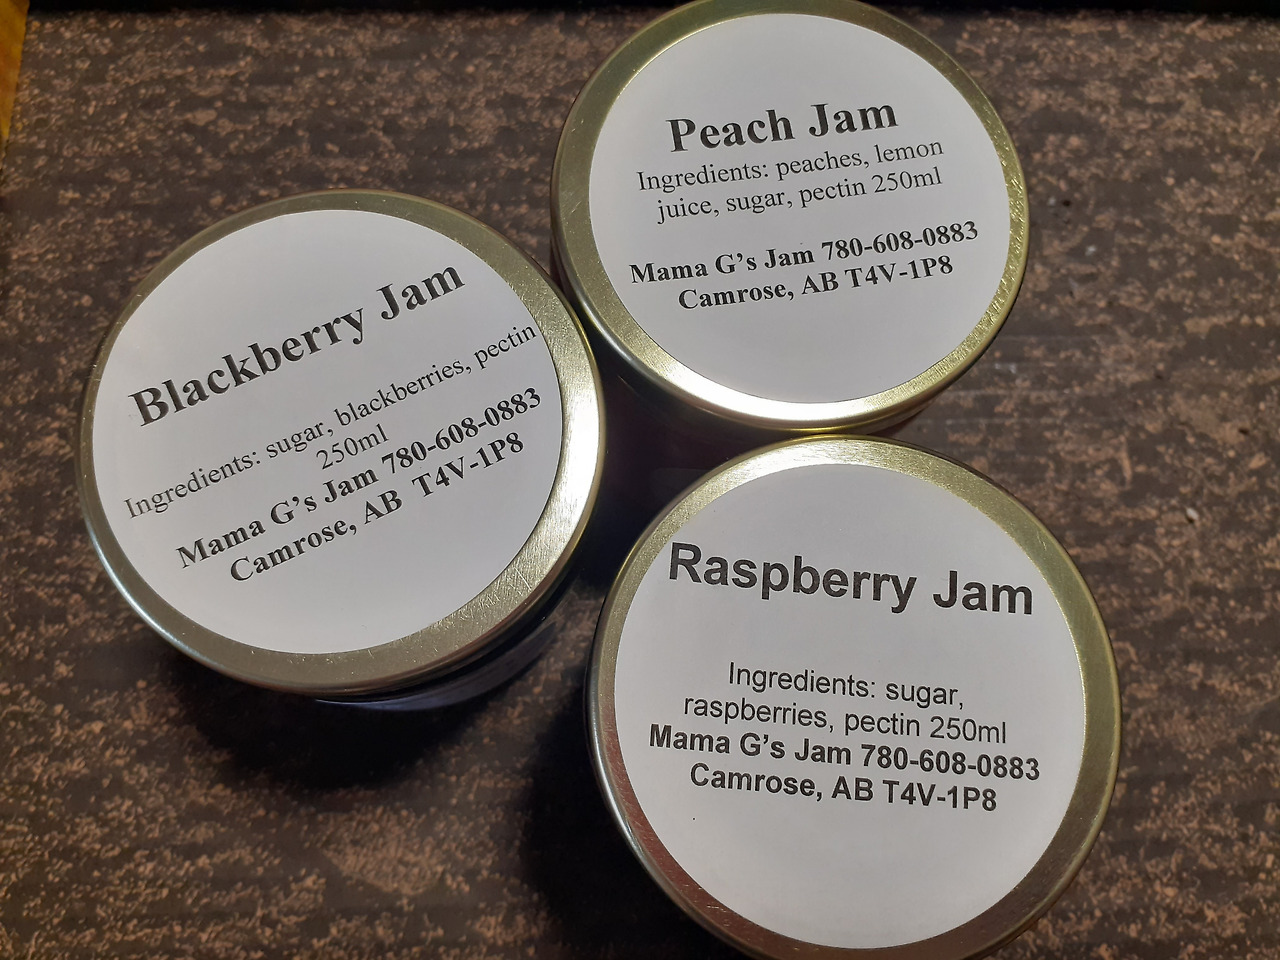 Peach Jam
Ingredients: peaches, lemon
juice, sugar, pectin 250ml
Mama G's Jam 780-608-0883
Camrose, AB T4V-1P8
Blackberry Jam
Ingredients: sugar, blackberries, pectin
250ml
Mama G's Jam 780-608-0883
Camrose, AB T4V-1P8
Raspberry Jam
Ingredients: sugar,
raspberries, pectin 250ml
Mama G's Jam 780-608-0883
Camrose, AB T4V-1P8